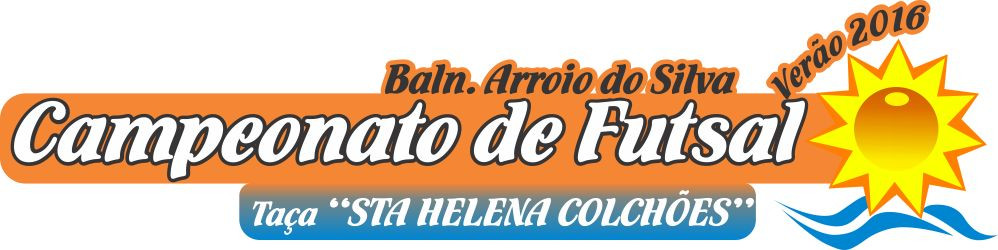 Verão 2016
Baln. Arroio do Silva
Campeonato de Futsal
Taça “STA HELENA COLCHÕES”